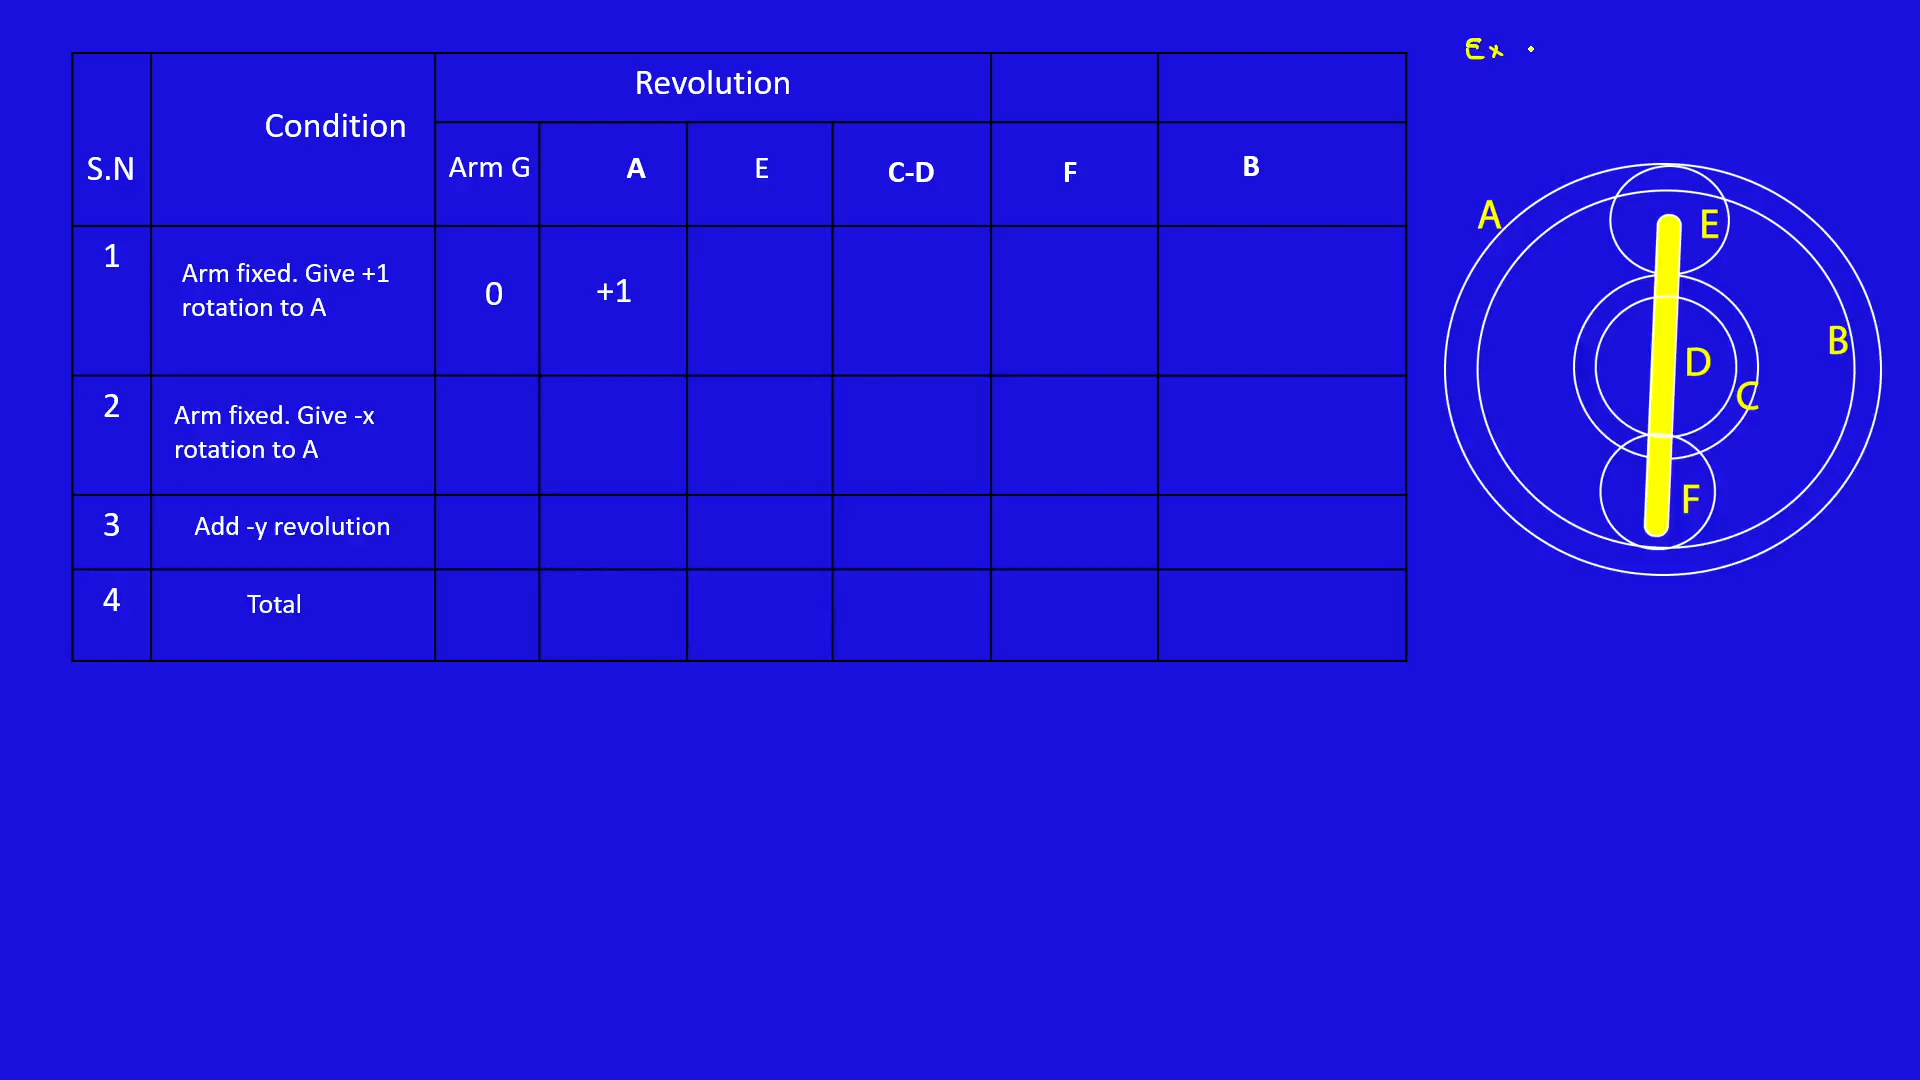 Ex .
Revolution
Condition
S.N
Arm G A E C-D F B
1 Arm fixed. Give +1
rotation to A
0 +1
2 Arm fixed. Give -x
rotation to A
3 Add -y revolution
4 Total
A
E
B
D
C
F